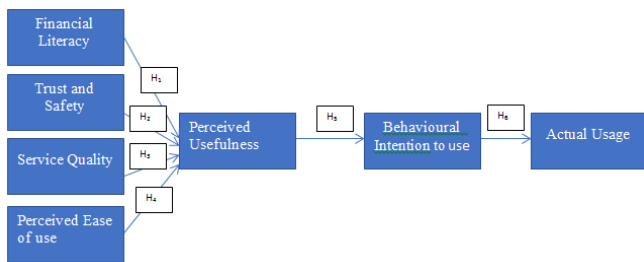 Financial
Literacy
H₁
Trust and
Safety
H₂
Perceived
Usefulness
H₅
Behavioural
Intention to use
H₆
Actual Usage
Service Quality
H₃
H₄
Perceived Ease
of use